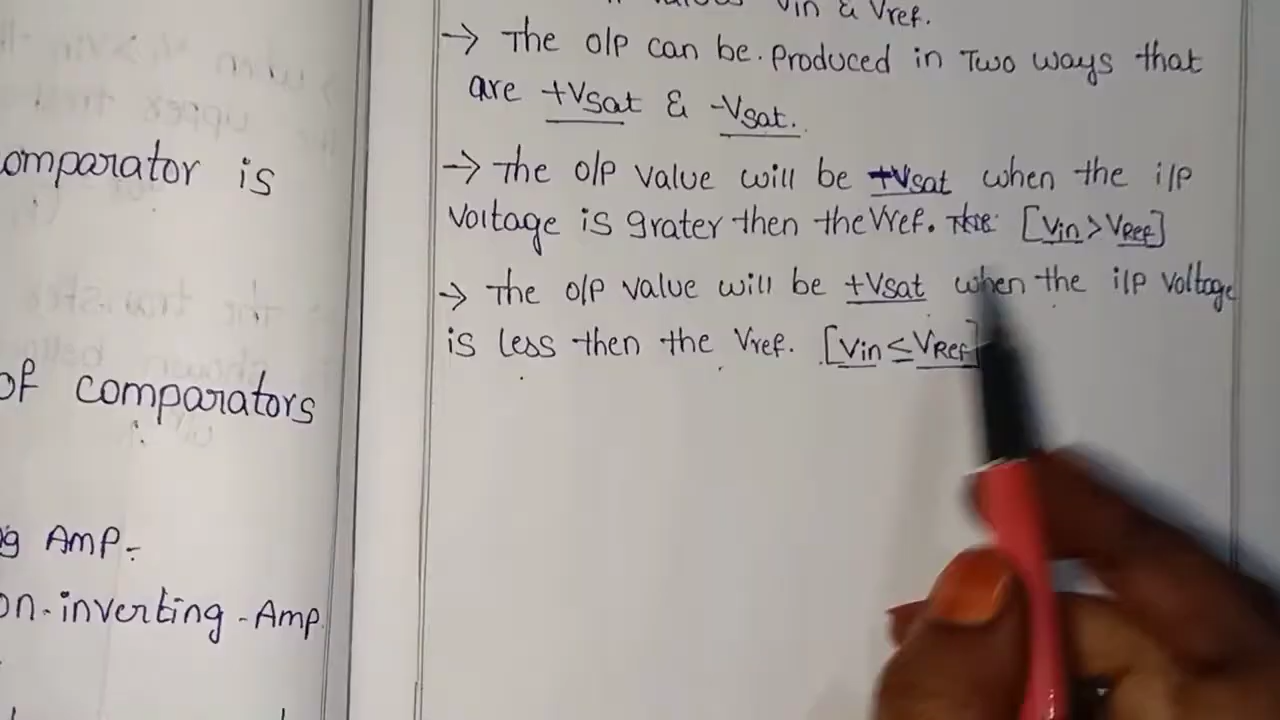 omparator is
of comparators
g Amp:-
on-inverting-Amp.
Vin & Vref.
→ The o/p can be produced in Two ways that
are +Vsat & -Vsat.
→ The o/p value will be +Vsat when the i/p
voltage is grater then the Vref. [Vin > VRef]
→ The o/p value will be +Vsat when the i/p voltage
is less then the Vref. [Vin ≤ VRef]